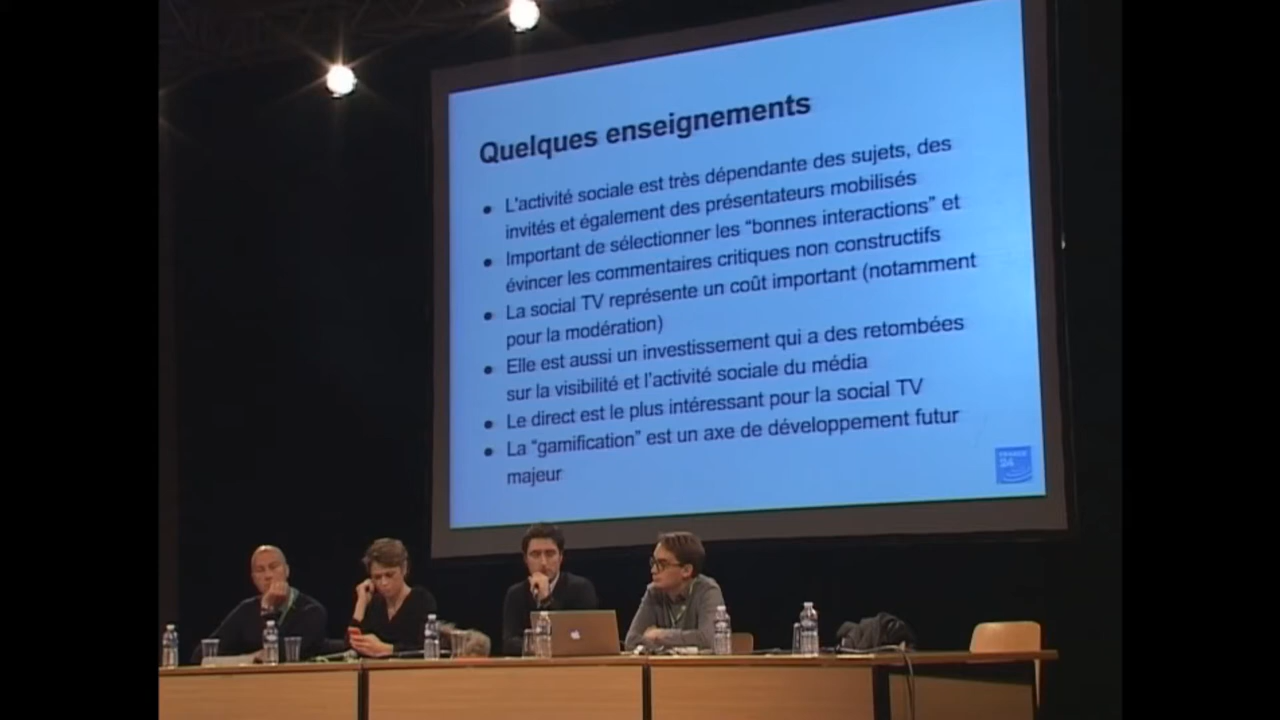 Quelques enseignements
L'activité sociale est très dépendante des sujets, des
invités et également des présentateurs mobilisés
Important de sélectionner les “bonnes interactions” et
évincer les commentaires critiques non constructifs
La social TV représente un coût important (notamment
pour la modération)
Elle est aussi un investissement qui a des retombées
sur la visibilité et l'activité sociale du média
Le direct est le plus intéressant pour la social TV
La “gamification” est un axe de développement futur
majeur
FRANCE
24